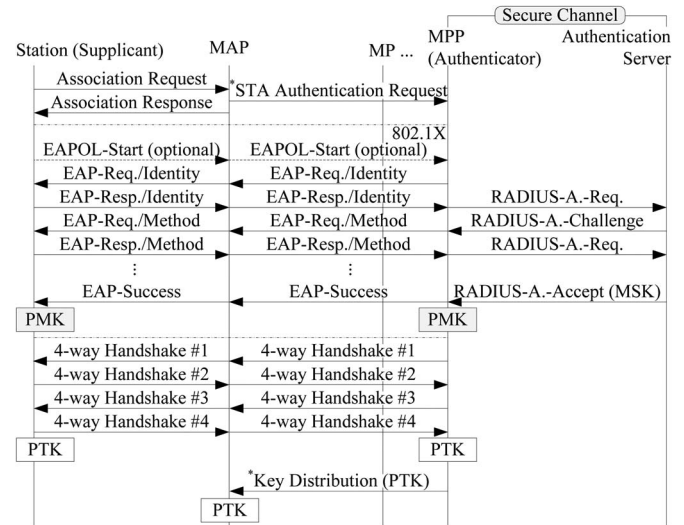 Secure Channel
Station (Supplicant) MAP MP ... MPP (Authenticator) Authentication Server
Association Request
*STA Authentication Request
Association Response
802.1X
EAPOL-Start (optional) EAPOL-Start (optional)
EAP-Req./Identity EAP-Req./Identity
EAP-Resp./Identity EAP-Resp./Identity RADIUS-A.-Req.
EAP-Req./Method EAP-Req./Method RADIUS-A.-Challenge
EAP-Resp./Method EAP-Resp./Method RADIUS-A.-Req.
⋮ ⋮
EAP-Success EAP-Success RADIUS-A.-Accept (MSK)
PMK PMK
4-way Handshake #1 4-way Handshake #1
4-way Handshake #2 4-way Handshake #2
4-way Handshake #3 4-way Handshake #3
4-way Handshake #4 4-way Handshake #4
PTK PTK
*Key Distribution (PTK)
PTK